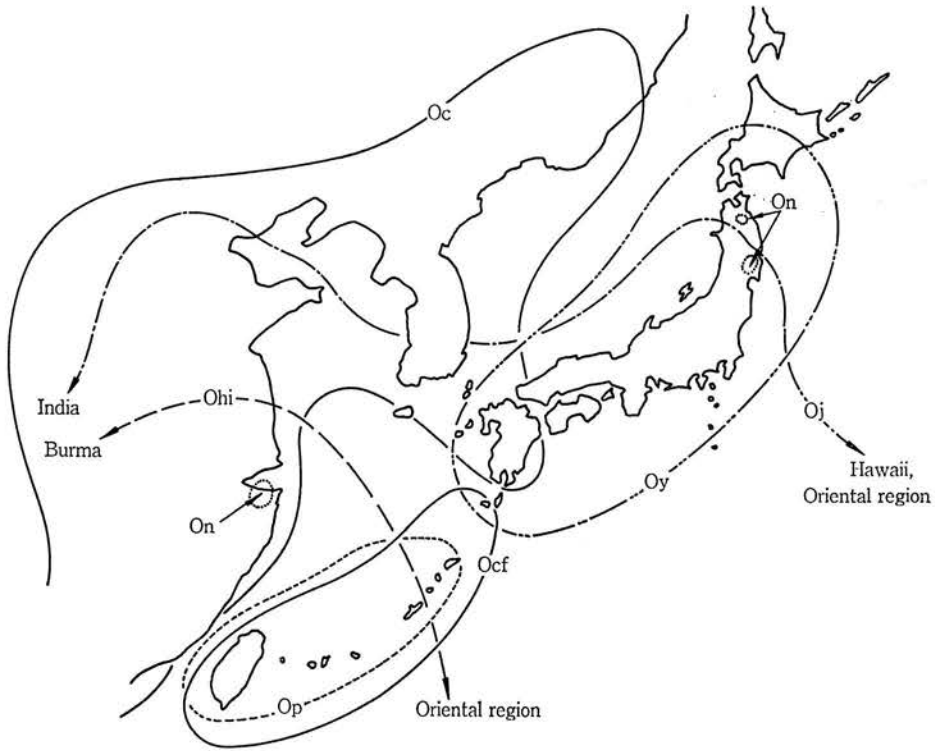 Oc
On
India
Ohi
Burma
Oj
Hawaii,
Oriental region
Oy
On
Ocf
Op
Oriental region